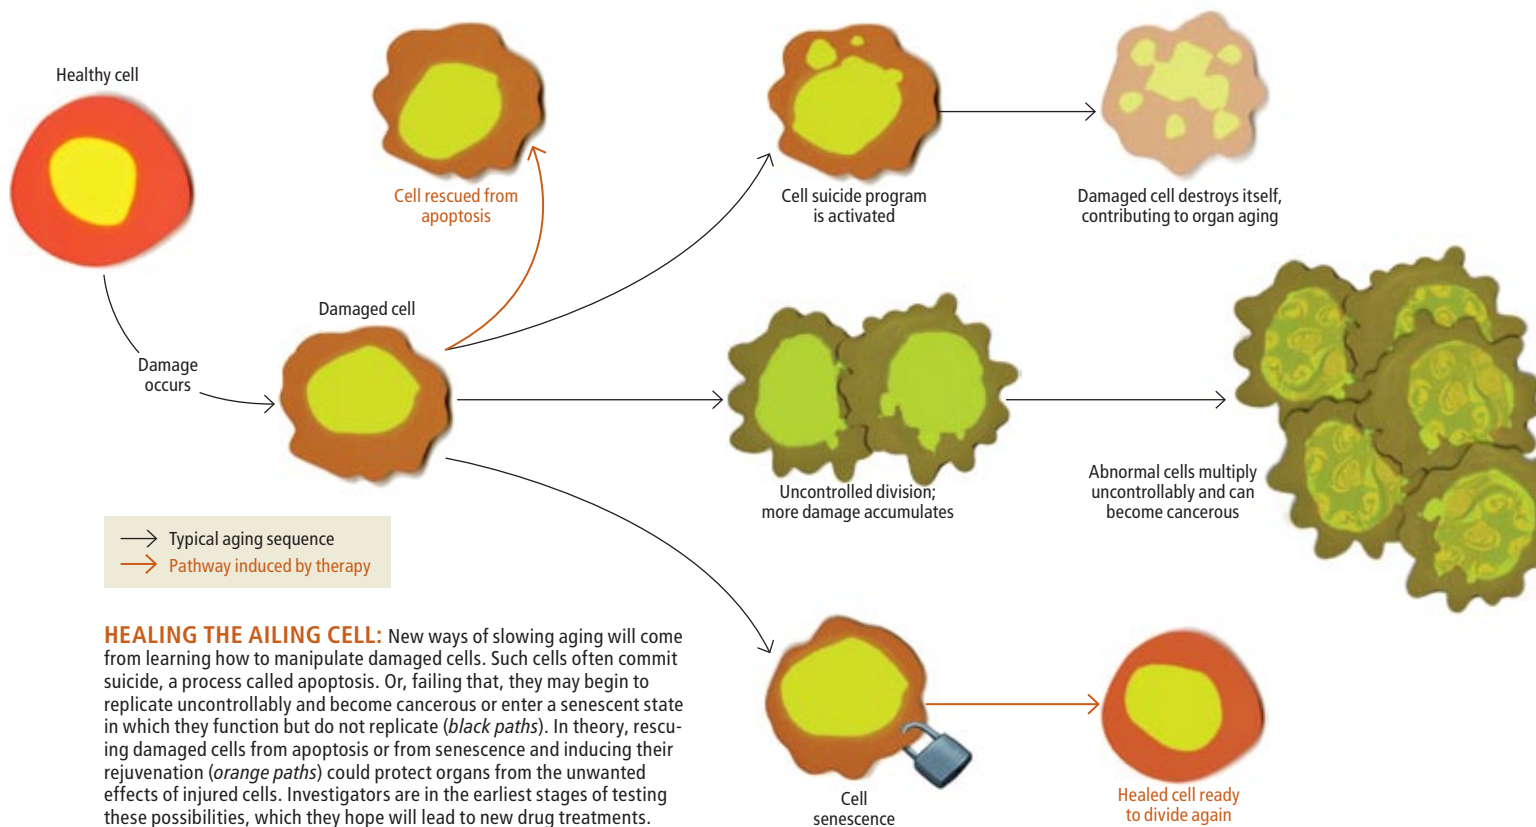 Healthy cell
Cell rescued from
apoptosis
Cell suicide program
is activated
Damaged cell destroys itself,
contributing to organ aging
Damage
occurs
Damaged cell
Uncontrolled division;
more damage accumulates
Abnormal cells multiply
uncontrollably and can
become cancerous
Typical aging sequence
Pathway induced by therapy
HEALING THE AILING CELL: New ways of slowing aging will come
from learning how to manipulate damaged cells. Such cells often commit
suicide, a process called apoptosis. Or, failing that, they may begin to
replicate uncontrollably and become cancerous or enter a senescent state
in which they function but do not replicate (black paths). In theory, rescu-
ing damaged cells from apoptosis or from senescence and inducing their
rejuvenation (orange paths) could protect organs from the unwanted
effects of injured cells. Investigators are in the earliest stages of testing
these possibilities, which they hope will lead to new drug treatments.
Cell
senescence
Healed cell ready
to divide again